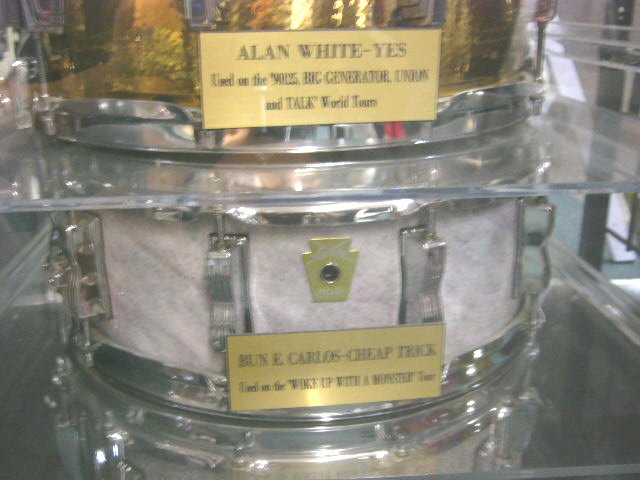 ALAN WHITE-YES
Used on the "90125, BIG GENERATOR, UNION
and TALK" World Tours
BUN E. CARLOS-CHEAP TRICK
Used on the "WOKE UP WITH A MONSTER" Tour